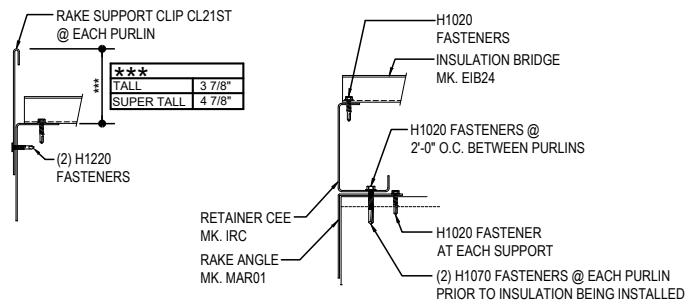 RAKE SUPPORT CLIP CL21ST
@ EACH PURLIN
***
***
TALL 3 7/8"
SUPER TALL 4 7/8"
(2) H1220
FASTENERS
H1020
FASTENERS
INSULATION BRIDGE
MK. EIB24
H1020 FASTENERS @
2'-0" O.C. BETWEEN PURLINS
RETAINER CEE
MK. IRC
RAKE ANGLE
MK. MAR01
H1020 FASTENER
AT EACH SUPPORT
(2) H1070 FASTENERS @ EACH PURLIN
PRIOR TO INSULATION BEING INSTALLED